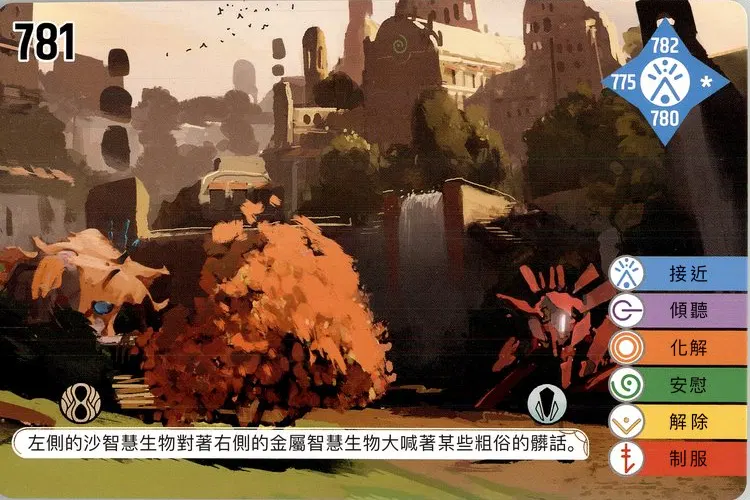 781
782
775
*
780
接近
傾聽
化解
安慰
解除
制服
左側的沙智慧生物對著右側的金屬智慧生物大喊著某些粗俗的髒話。